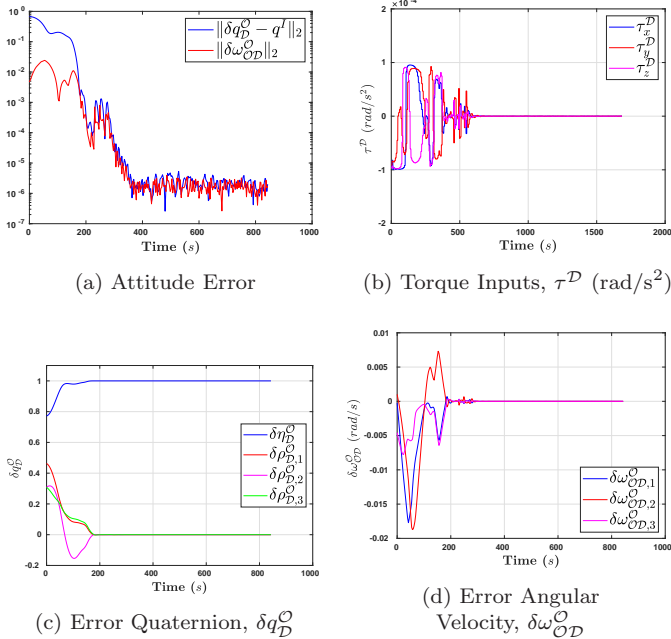 10^0
10^-1
10^-2
10^-3
10^-4
10^-5
10^-6
10^-7
0 200 400 600 800 1000
Time (s)
‖δq_D^O − q^I‖_2
‖δω_OD^O‖_2
(a) Attitude Error
×10^-4
2
1
0
-1
-2
τ^D (rad/s^2)
0 500 1000 1500 2000
Time (s)
τ_x^D
τ_y^D
τ_z^D
(b) Torque Inputs, τ^D (rad/s^2)
1
0.8
0.6
0.4
0.2
0
-0.2
δq_D^O
0 200 400 600 800 1000
Time (s)
δη_D^O
δρ_D,1^O
δρ_D,2^O
δρ_D,3^O
(c) Error Quaternion, δq_D^O
0.01
0.005
0
-0.005
-0.01
-0.015
-0.02
δω_OD^O (rad/s)
0 200 400 600 800 1000
Time (s)
δω_OD,1^O
δω_OD,2^O
δω_OD,3^O
(d) Error Angular
Velocity, δω_OD^O